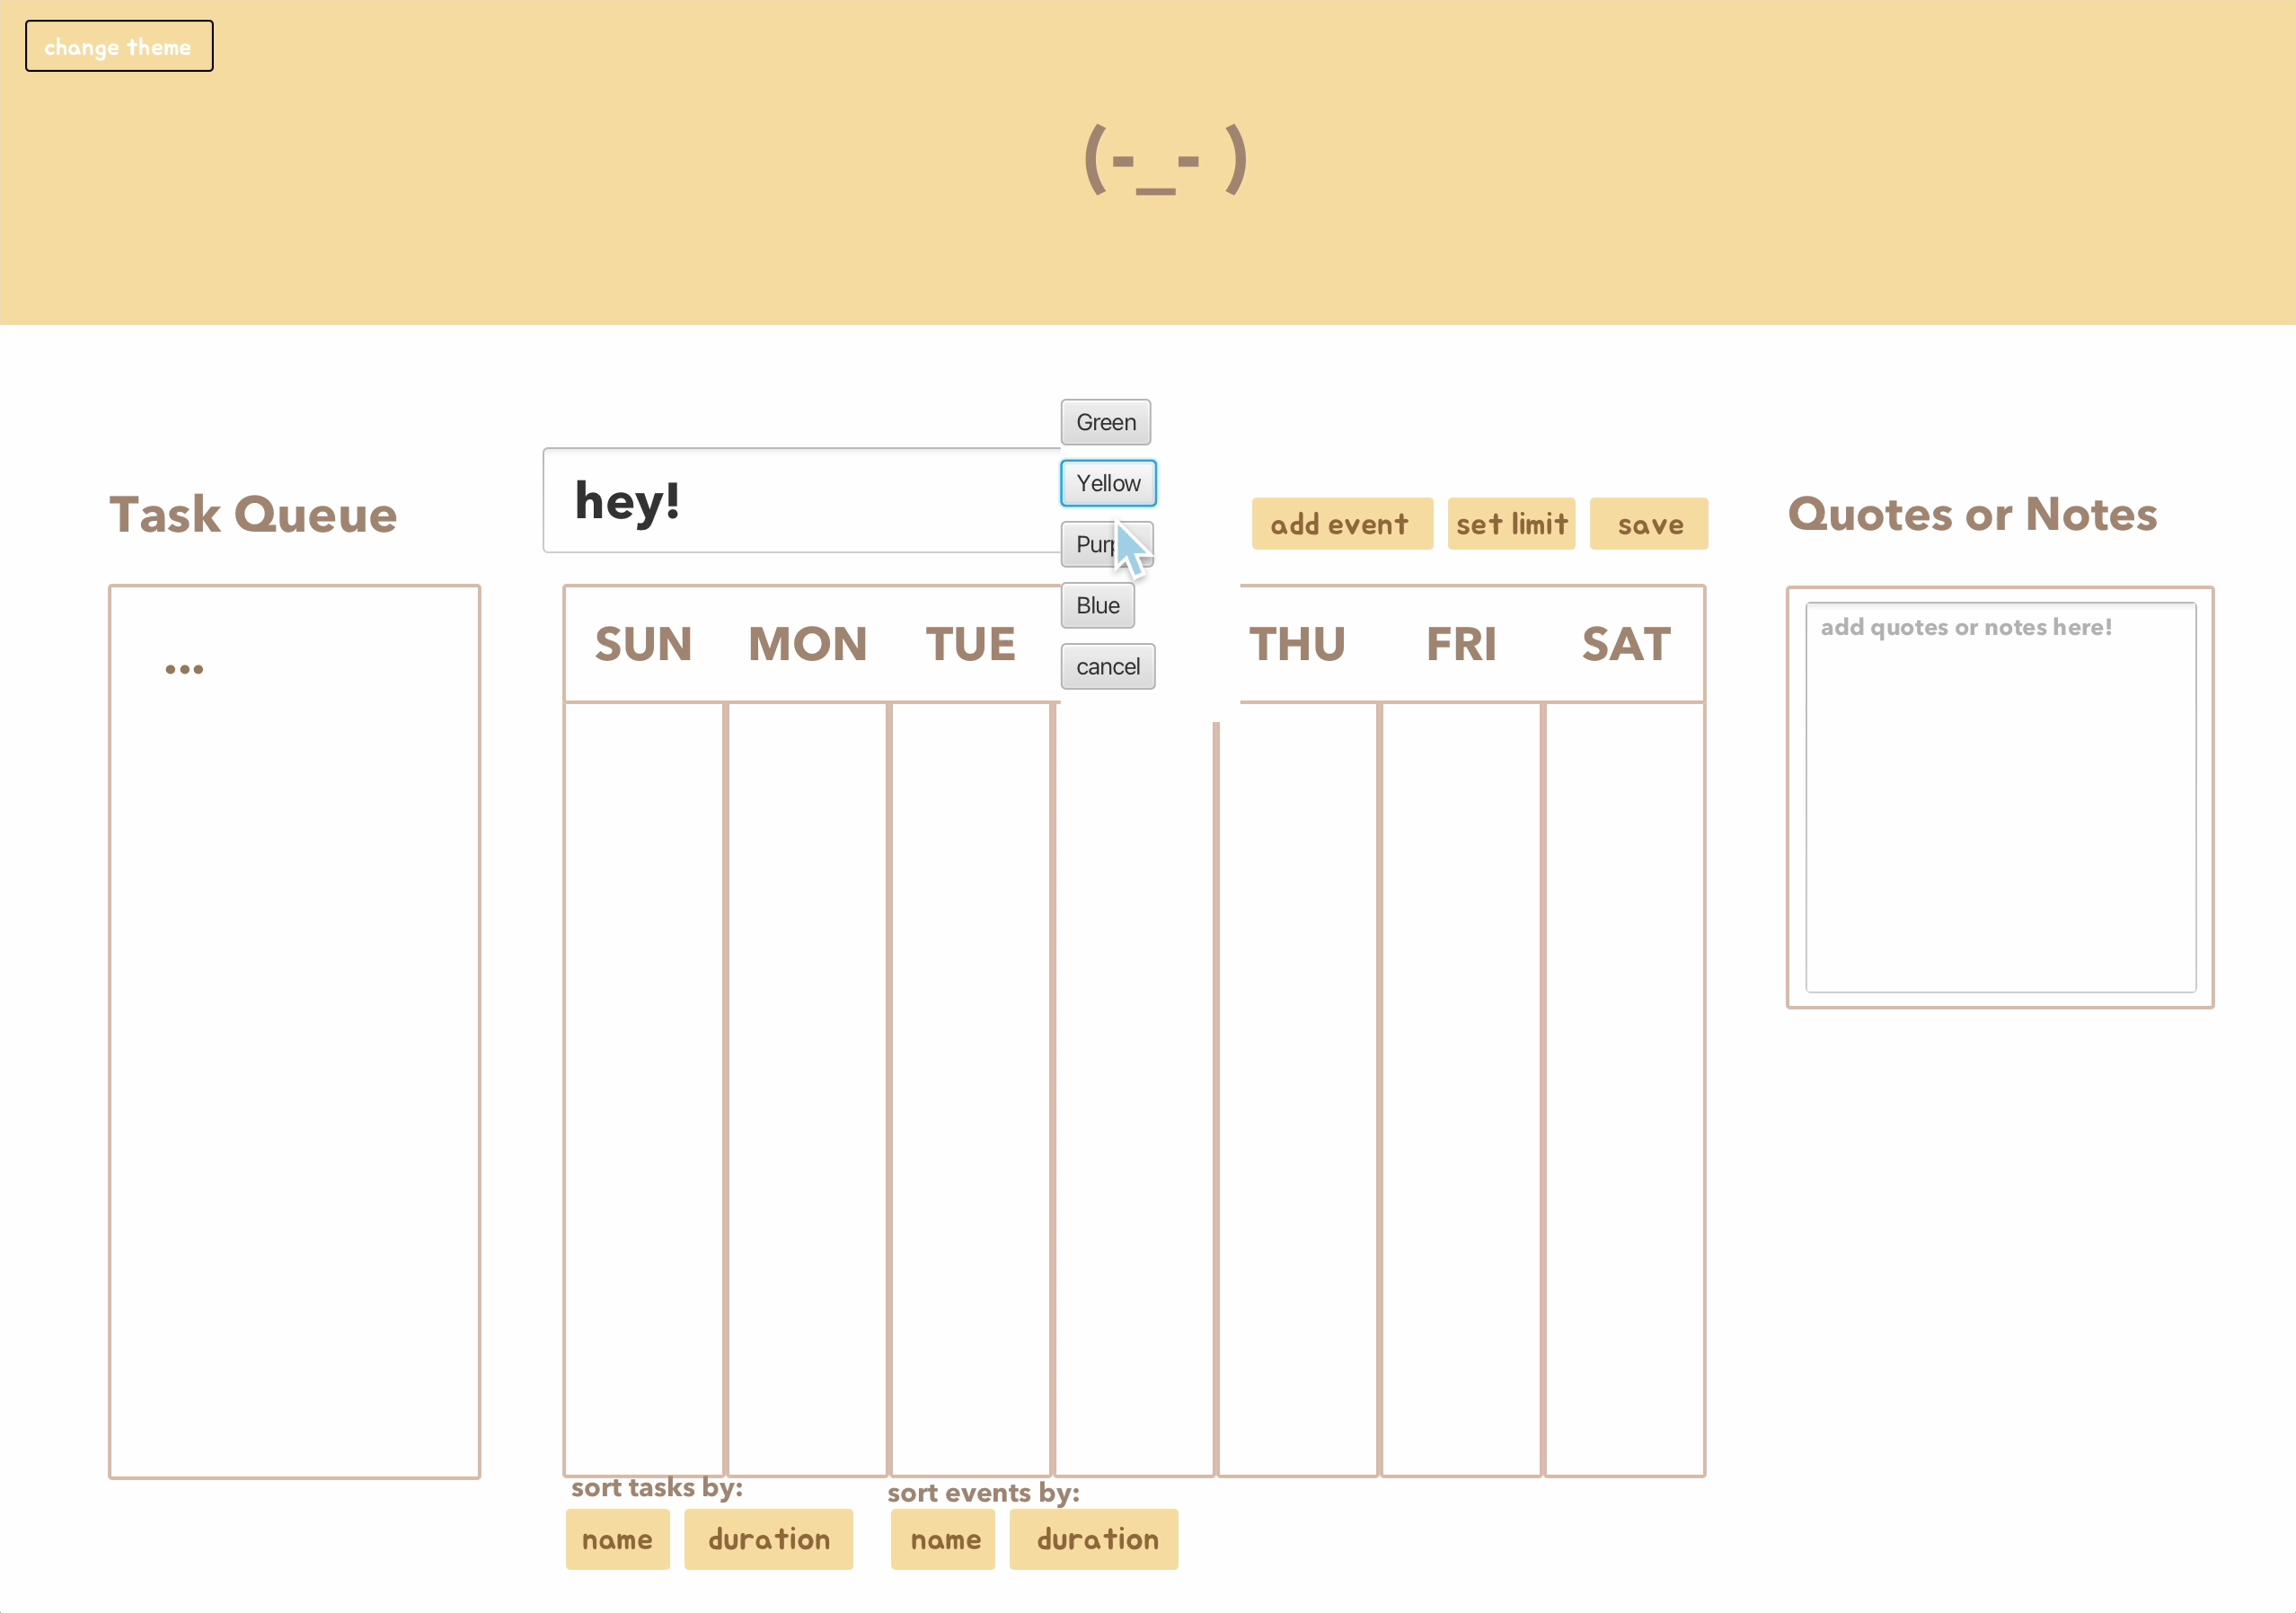 change theme
(-_- )
Green
hey!
Yellow
Task Queue
add event
set limit
save
Quotes or Notes
Blue
SUN MON TUE THU FRI SAT
cancel
add quotes or notes here!
...
sort tasks by:
sort events by:
name duration name duration